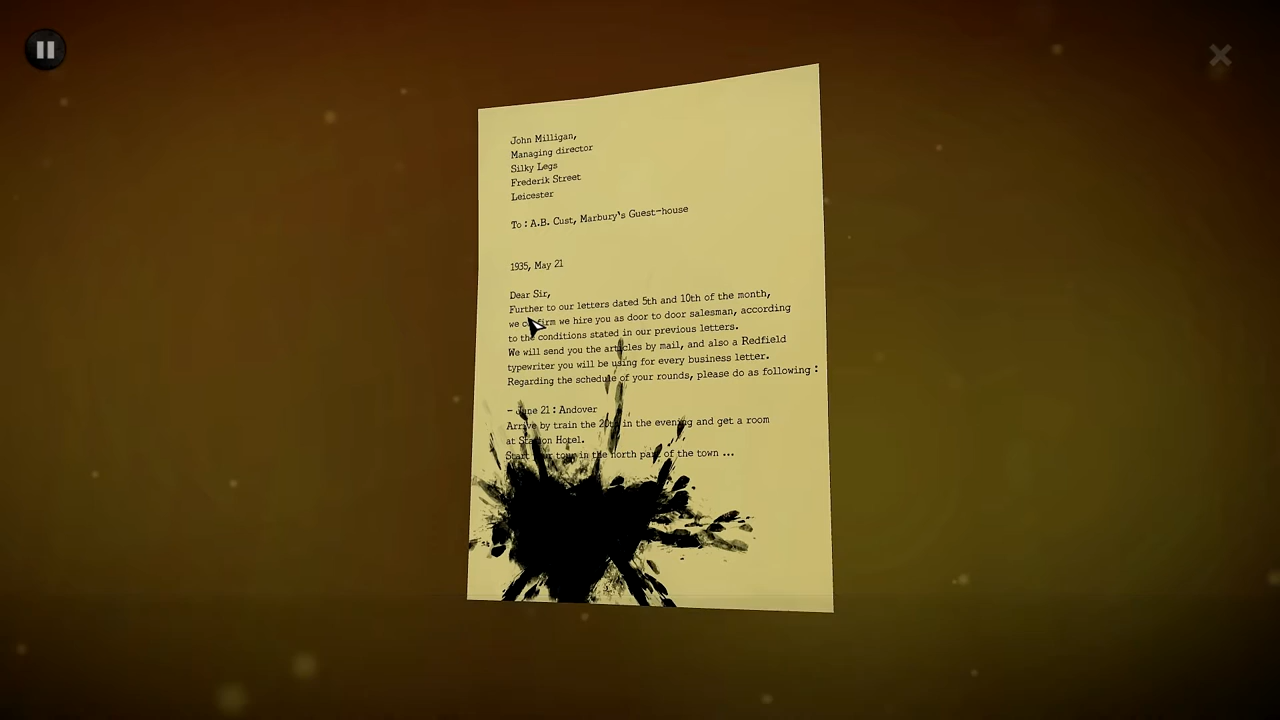 John Milligan,
Managing director
Silky Legs
Frederik Street
Leicester
To : A.B. Cust, Marbury's Guest-house
1935, May 21
Dear Sir,
Further to our letters dated 5th and 10th of the month,
we confirm we hire you as door to door salesman, according
to the conditions stated in our previous letters.
We will send you the articles by mail, and also a Redfield
typewriter you will be using for every business letter.
Regarding the schedule of your rounds, please do as following :
- June 21 : Andover
Arrive by train the 20th in the evening and get a room
at Station Hotel.
Start your tour in the north part of the town ...